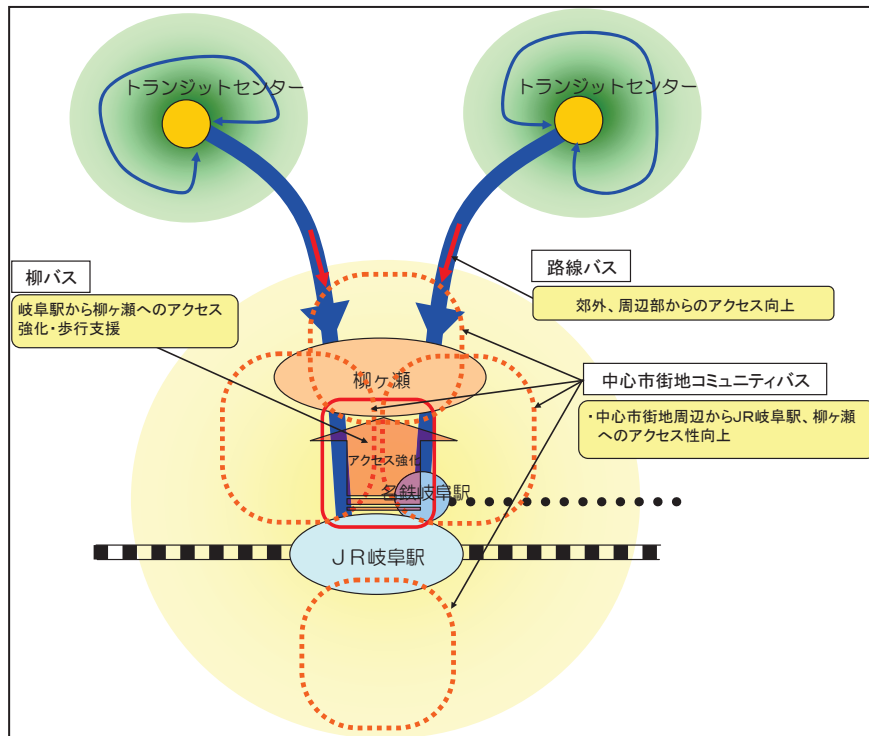 トランジットセンター
トランジットセンター
柳バス
岐阜駅から柳ヶ瀬へのアクセス
強化・歩行支援
路線バス
郊外、周辺部からのアクセス向上
柳ヶ瀬
中心市街地コミュニティバス
・中心市街地周辺からJR岐阜駅、柳ヶ瀬
へのアクセス性向上
アクセス強化
名鉄岐阜駅
ＪＲ岐阜駅